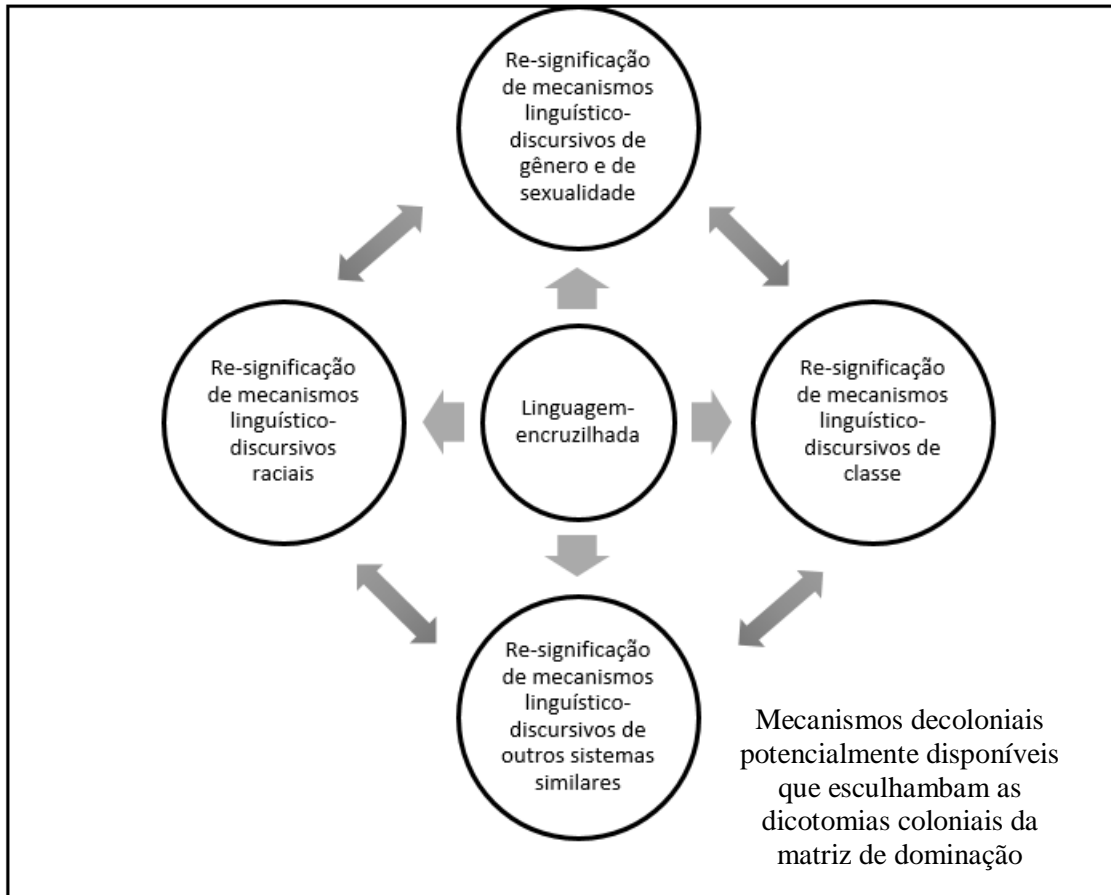 Re-significação
de mecanismos
linguístico-
discursivos de
gênero e de
sexualidade
Re-significação
de mecanismos
linguístico-
discursivos
raciais
Linguagem-
encruzilhada
Re-significação
de mecanismos
linguístico-
discursivos de
classe
Re-significação
de mecanismos
linguístico-
discursivos de
outros sistemas
similares
Mecanismos decoloniais
potencialmente disponíveis
que esculhambam as
dicotomias coloniais da
matriz de dominação